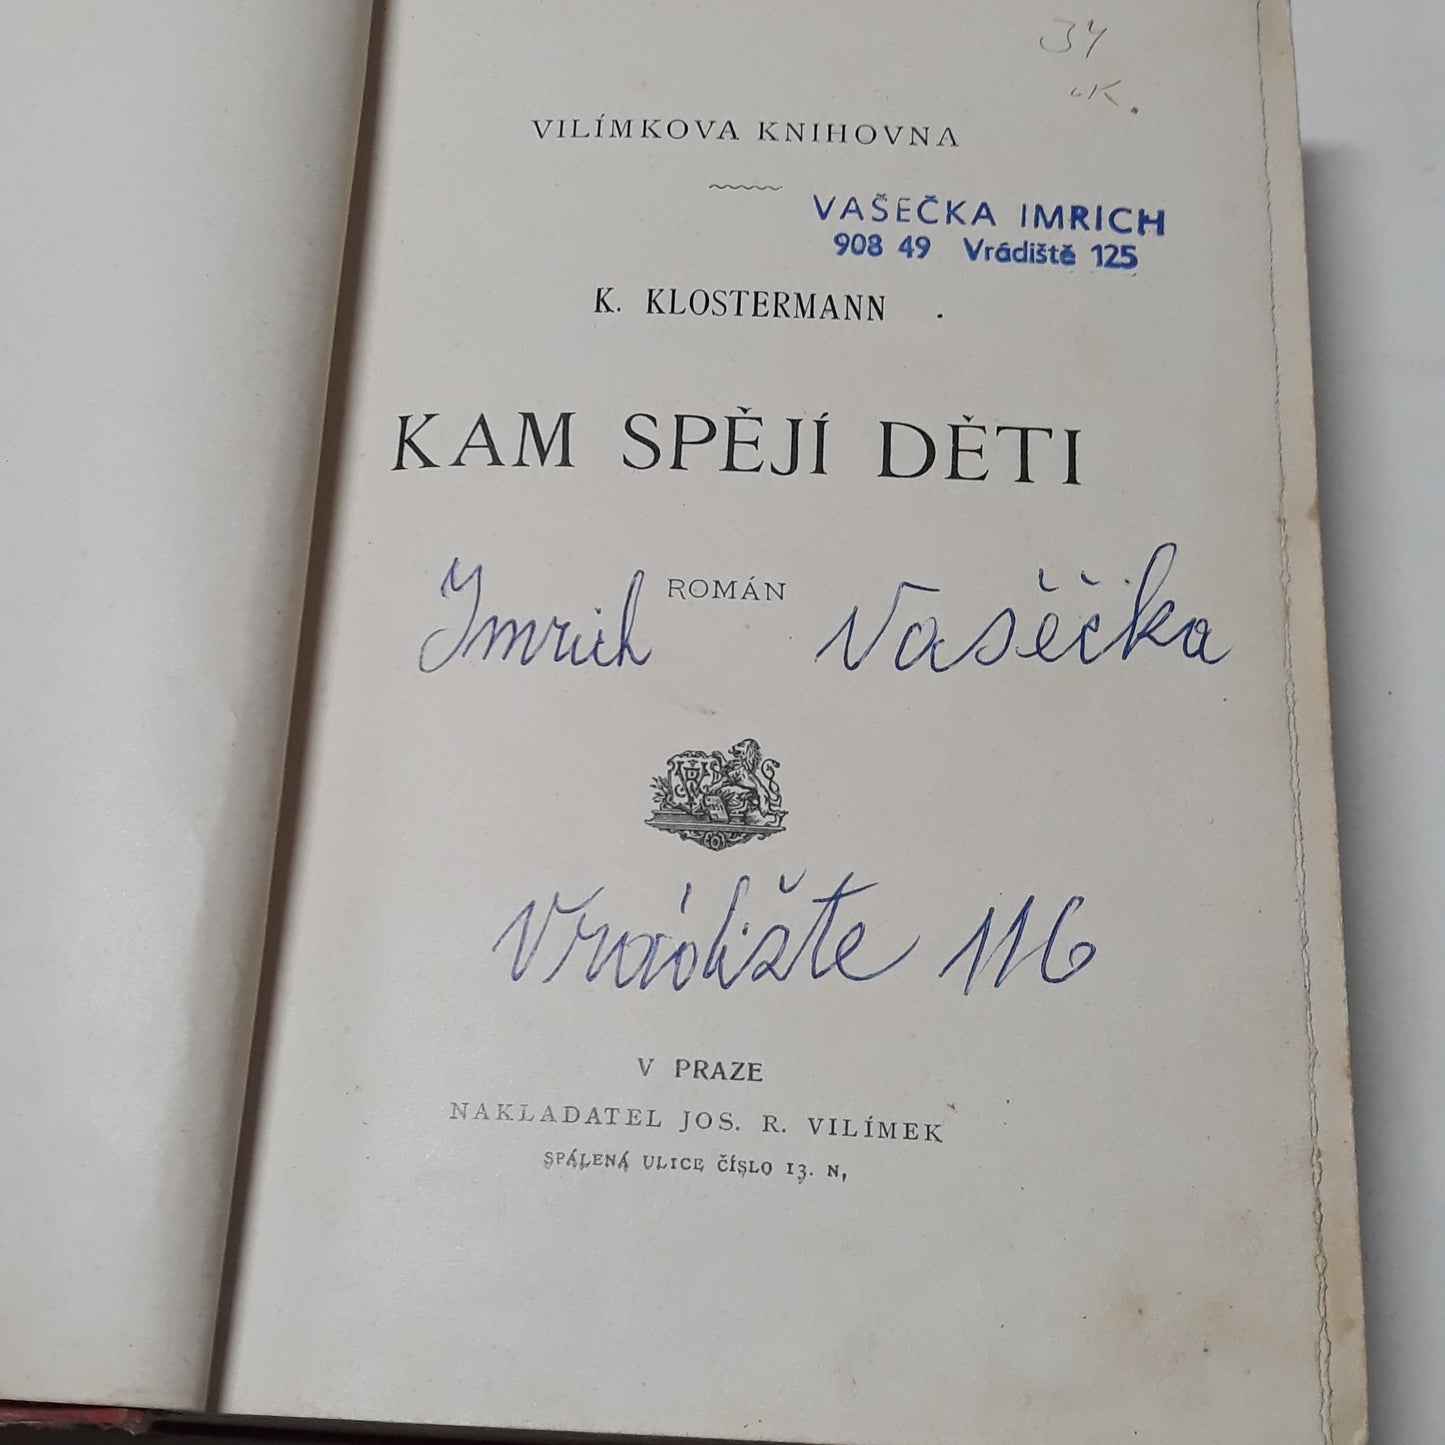 34
K.
VILÍMKOVA KNIHOVNA
VAŠEČKA IMRICH
908 49 Vrádiště 125
K. KLOSTERMANN
KAM SPĚJÍ DĚTI
ROMÁN
Imrich Vašéčka
Vrádište 116
V PRAZE
NAKLADATEL JOS. R. VILÍMEK
SPÁLENÁ ULICE ČÍSLO 13. N,